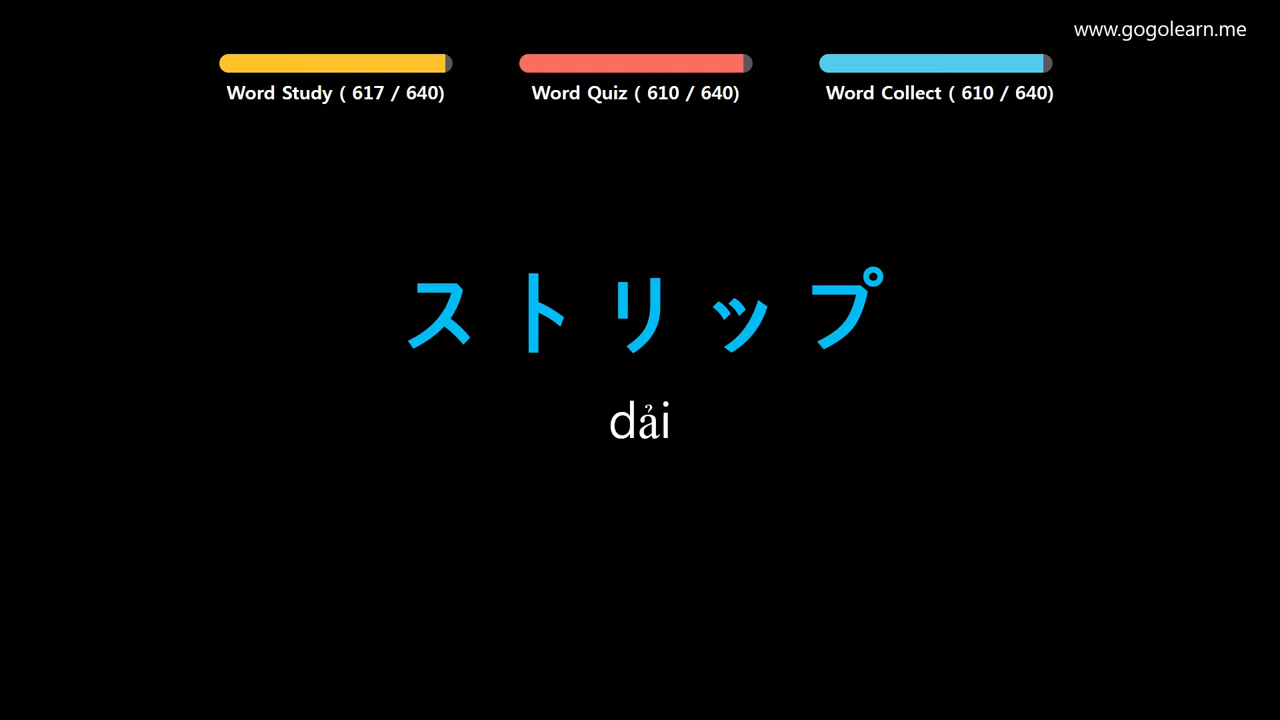 www.gogolearn.me
Word Study ( 617 / 640)
Word Quiz ( 610 / 640)
Word Collect ( 610 / 640)
ストリップ
dải